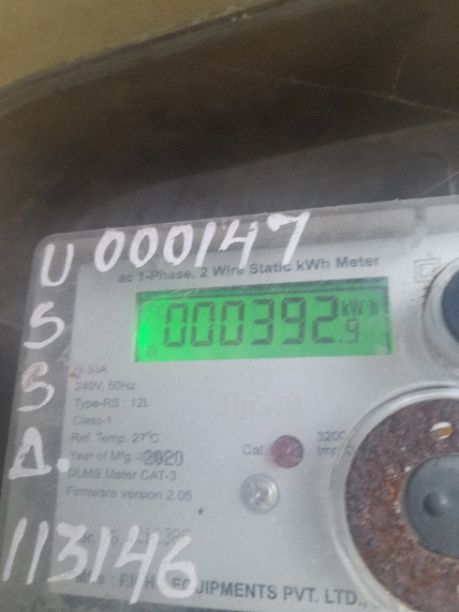 U 000147
ac 1-Phase, 2 Wire Static kWh Meter
S
000392.9 kWh
S
-30A
240V, 50Hz
Type-RS : 12L
Class-1
Ref. Temp. 27°C
Cal
3200
Δ.
Year of Mfg. 2020
Imp
DLMS Meter CAT-3
Firmware version 2.05
113146
EQUIPMENTS PVT. LTD.,